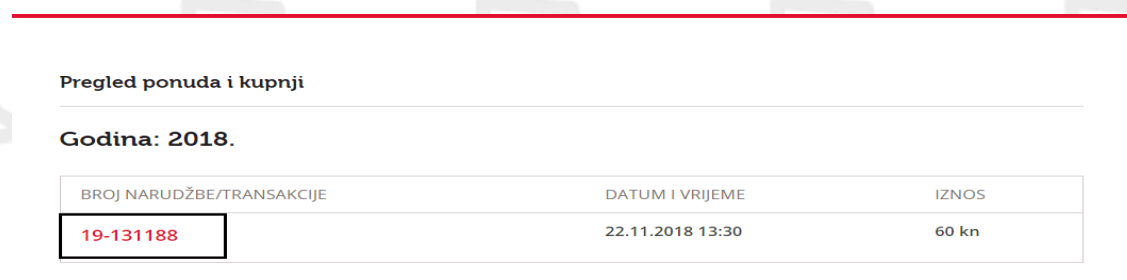 Pregled ponuda i kupnji
Godina: 2018.
BROJ NARUDŽBE/TRANSAKCIJE DATUM I VRIJEME IZNOS
19-131188 22.11.2018 13:30 60 kn